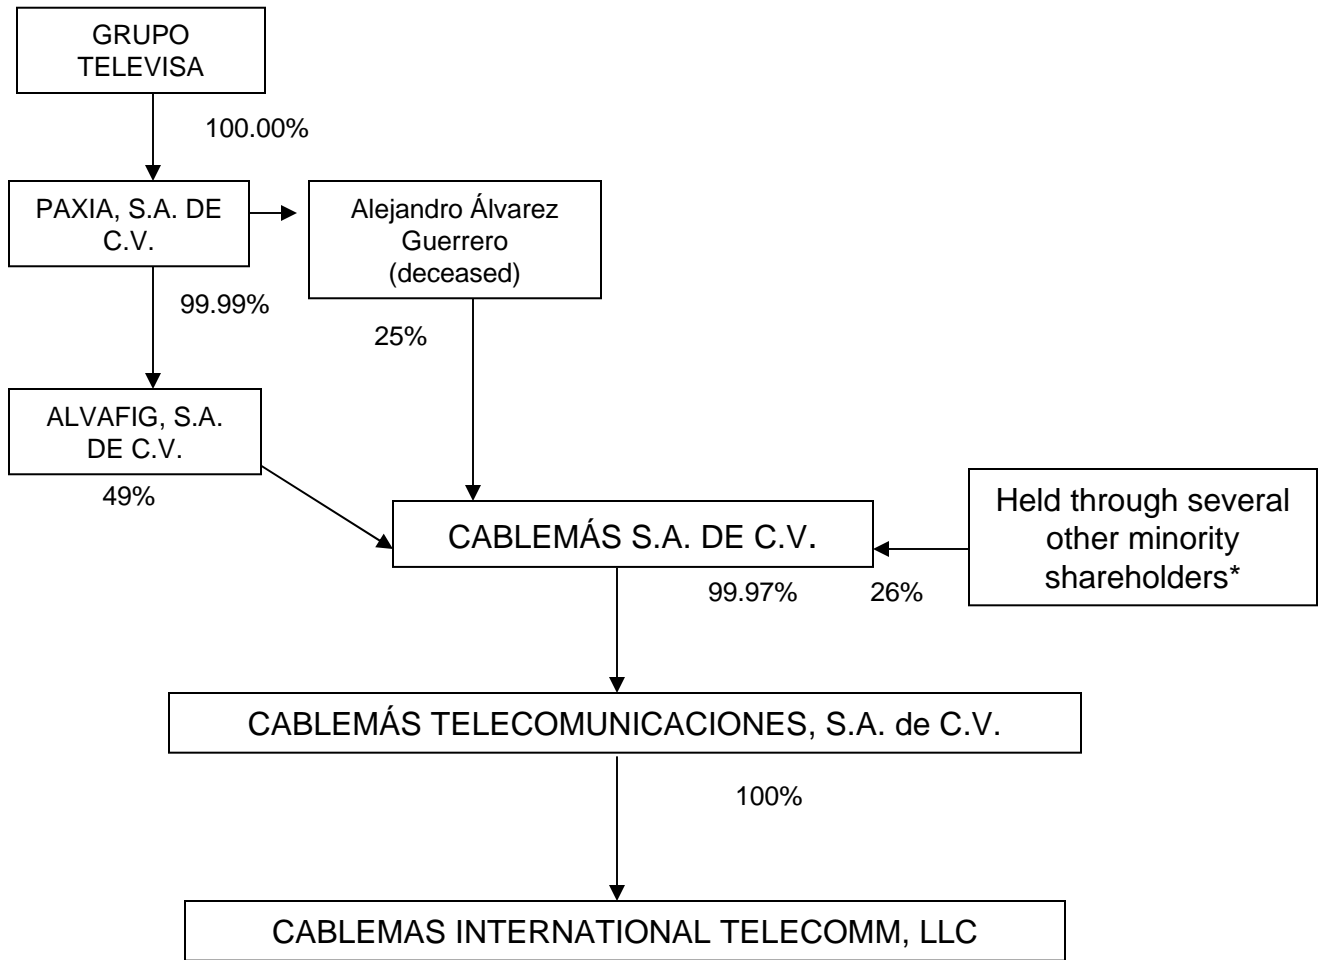 GRUPO
TELEVISA
100.00%
PAXIA, S.A. DE
C.V.
Alejandro Álvarez
Guerrero
(deceased)
99.99%
25%
ALVAFIG, S.A.
DE C.V.
49%
CABLEMÁS S.A. DE C.V.
Held through several
other minority
shareholders*
99.97%
26%
CABLEMÁS TELECOMUNICACIONES, S.A. de C.V.
100%
CABLEMAS INTERNATIONAL TELECOMM, LLC